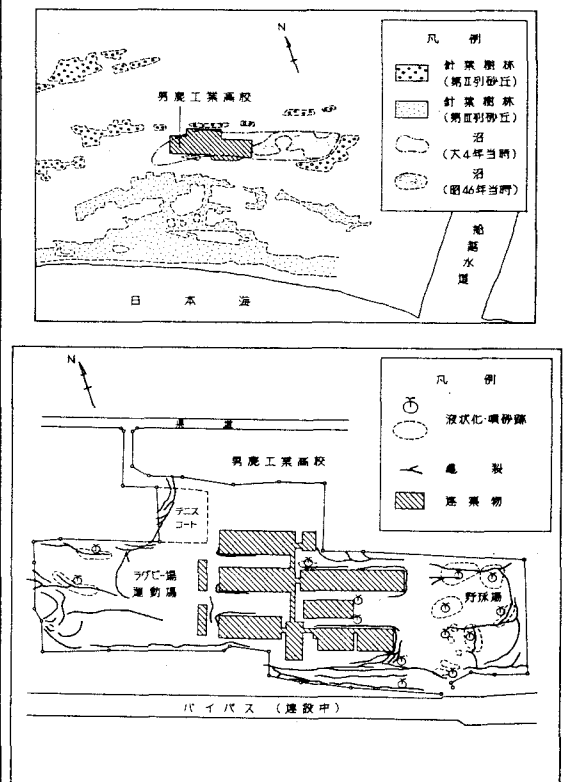 N
凡 例
針葉樹林
(第Ⅱ列砂丘)
針葉樹林
(第Ⅲ列砂丘)
沼
(大4年当時)
沼
(昭46年当時)
男鹿工業高校
船越水道
日 本 海
N
凡 例
液状化・噴砂跡
亀 裂
建築物
県 道
男鹿工業高校
テニス
コート
ラグビー場
運動場
野球場
バイパス (建設中)